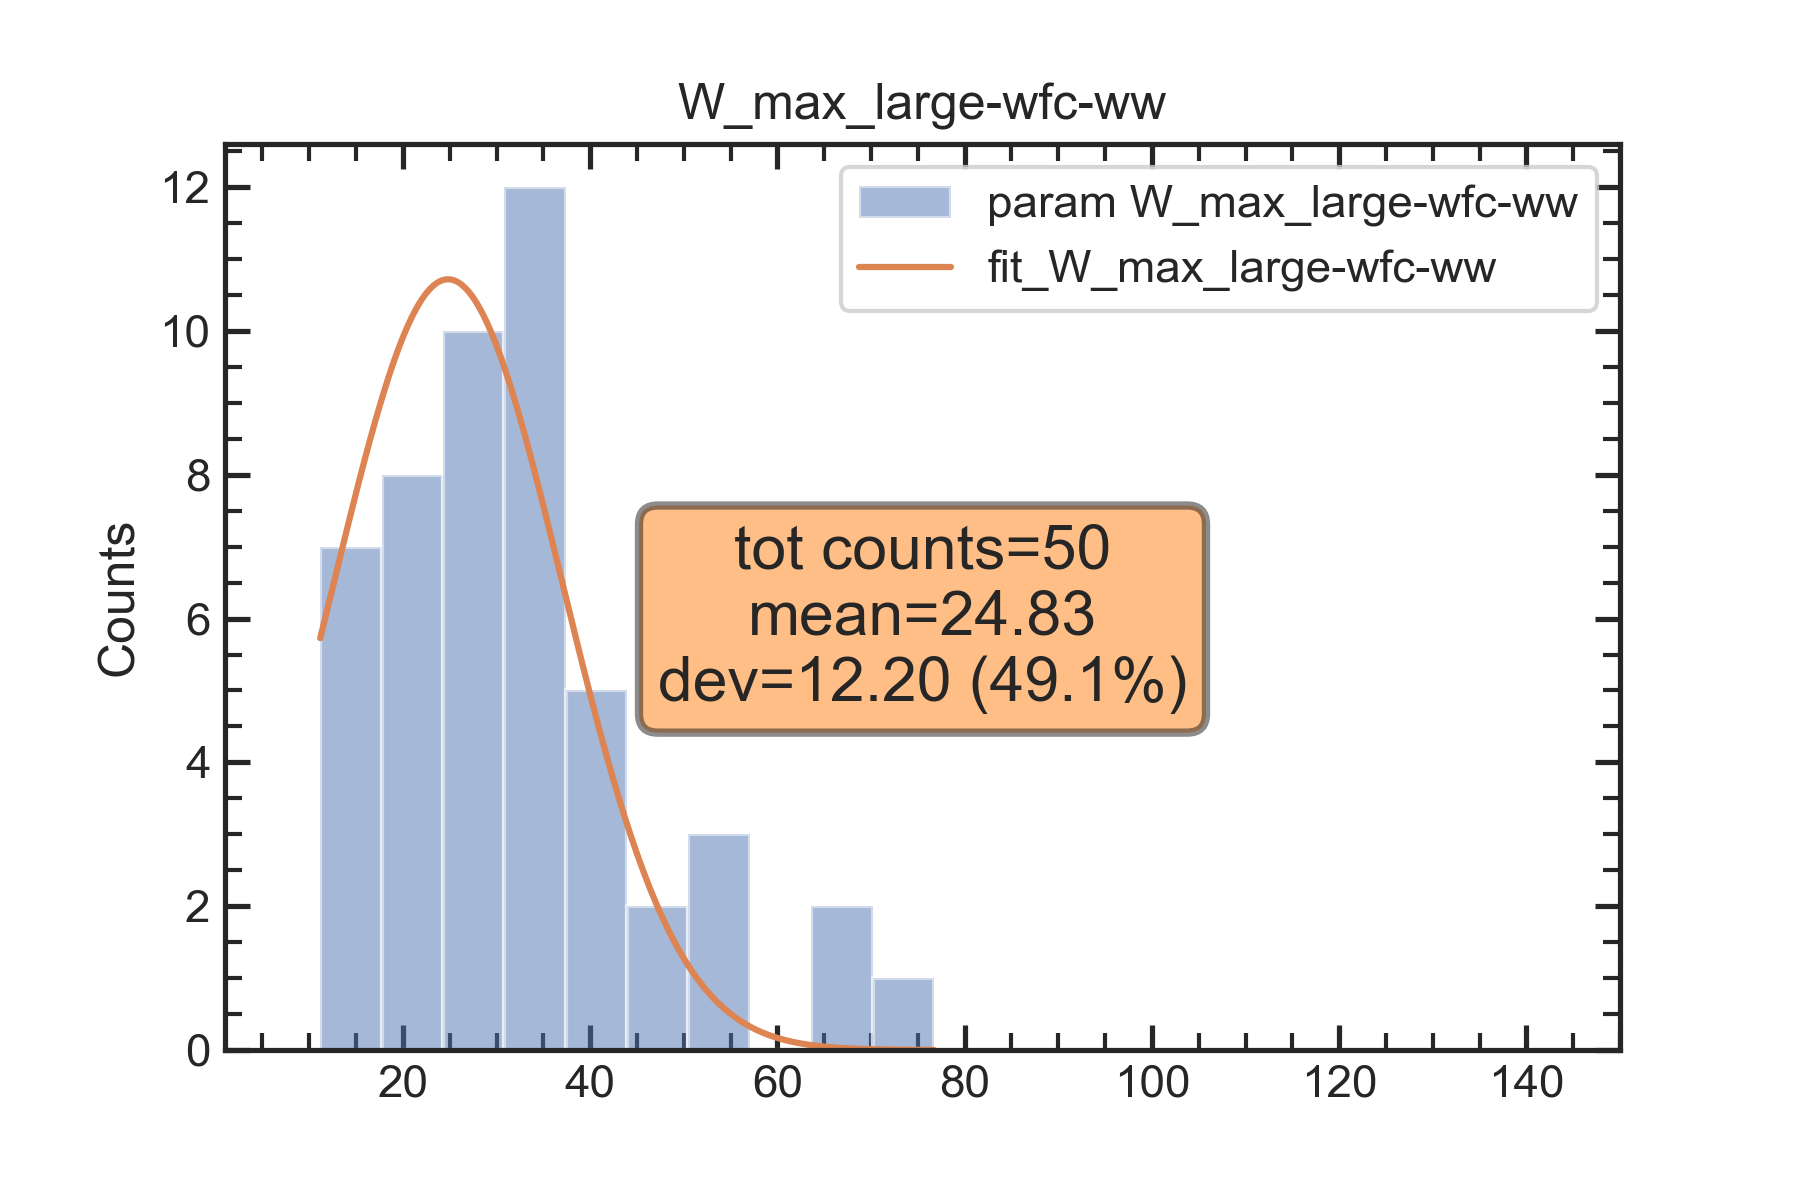 W_max_large-wfc-ww
param W_max_large-wfc-ww
fit_W_max_large-wfc-ww
12
10
8
6
4
2
0
Counts
tot counts=50
mean=24.83
dev=12.20 (49.1%)
20 40 60 80 100 120 140